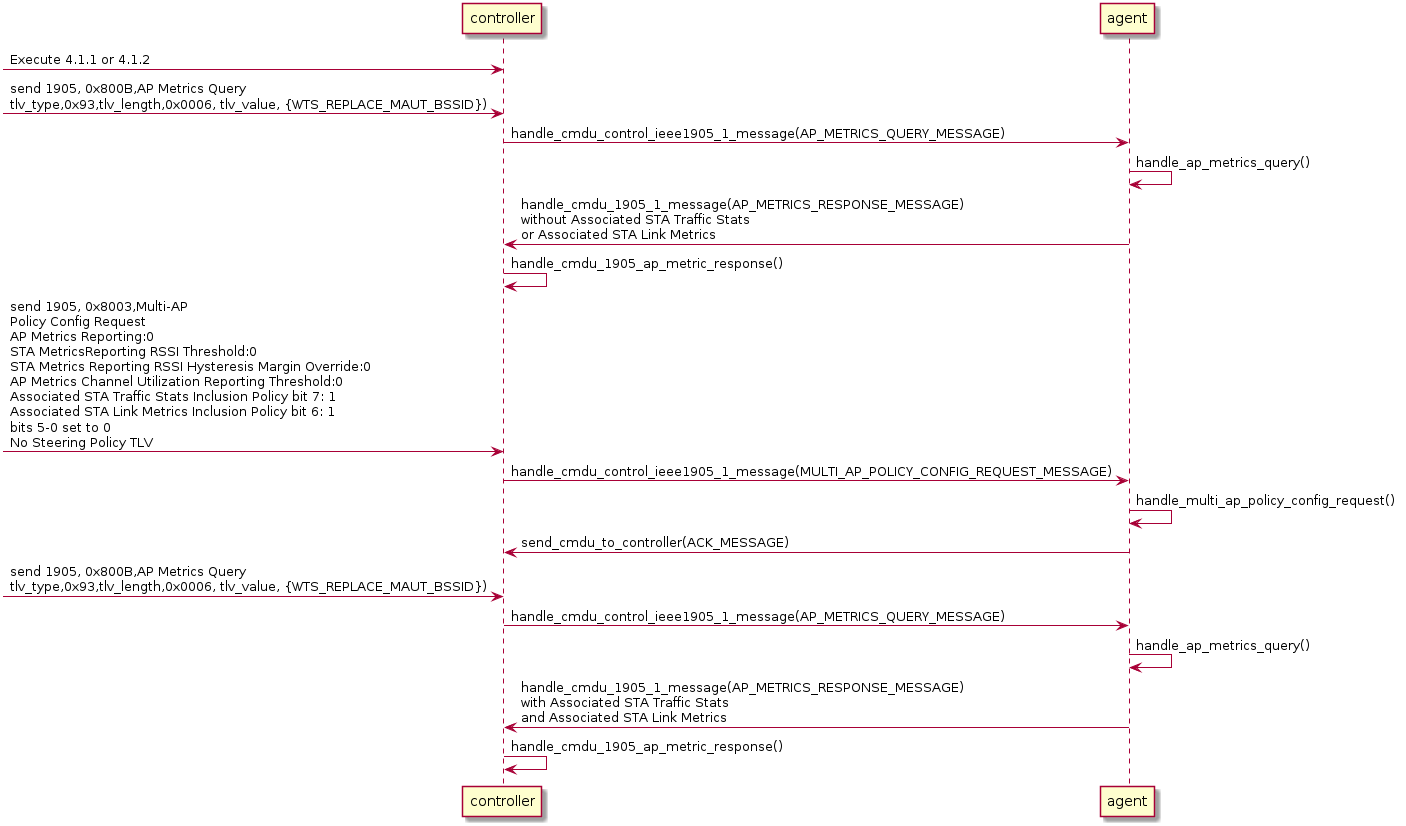 controller
agent
Execute 4.1.1 or 4.1.2
send 1905, 0x800B,AP Metrics Query
tlv_type,0x93,tlv_length,0x0006, tlv_value, {WTS_REPLACE_MAUT_BSSID})
handle_cmdu_control_ieee1905_1_message(AP_METRICS_QUERY_MESSAGE)
handle_ap_metrics_query()
handle_cmdu_1905_1_message(AP_METRICS_RESPONSE_MESSAGE)
without Associated STA Traffic Stats
or Associated STA Link Metrics
handle_cmdu_1905_ap_metric_response()
send 1905, 0x8003,Multi-AP
Policy Config Request
AP Metrics Reporting:0
STA MetricsReporting RSSI Threshold:0
STA Metrics Reporting RSSI Hysteresis Margin Override:0
AP Metrics Channel Utilization Reporting Threshold:0
Associated STA Traffic Stats Inclusion Policy bit 7: 1
Associated STA Link Metrics Inclusion Policy bit 6: 1
bits 5-0 set to 0
No Steering Policy TLV
handle_cmdu_control_ieee1905_1_message(MULTI_AP_POLICY_CONFIG_REQUEST_MESSAGE)
handle_multi_ap_policy_config_request()
send_cmdu_to_controller(ACK_MESSAGE)
send 1905, 0x800B,AP Metrics Query
tlv_type,0x93,tlv_length,0x0006, tlv_value, {WTS_REPLACE_MAUT_BSSID})
handle_cmdu_control_ieee1905_1_message(AP_METRICS_QUERY_MESSAGE)
handle_ap_metrics_query()
handle_cmdu_1905_1_message(AP_METRICS_RESPONSE_MESSAGE)
with Associated STA Traffic Stats
and Associated STA Link Metrics
handle_cmdu_1905_ap_metric_response()
controller
agent